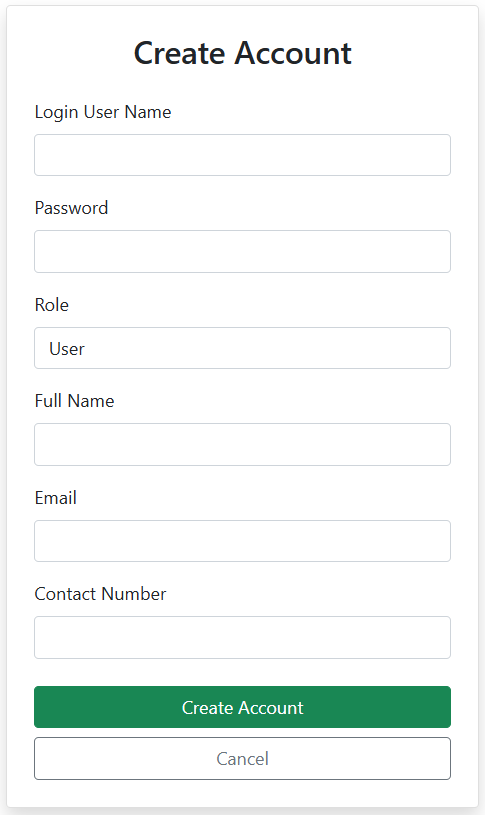 Create Account
Login User Name
Password
Role
User
Full Name
Email
Contact Number
Create Account
Cancel